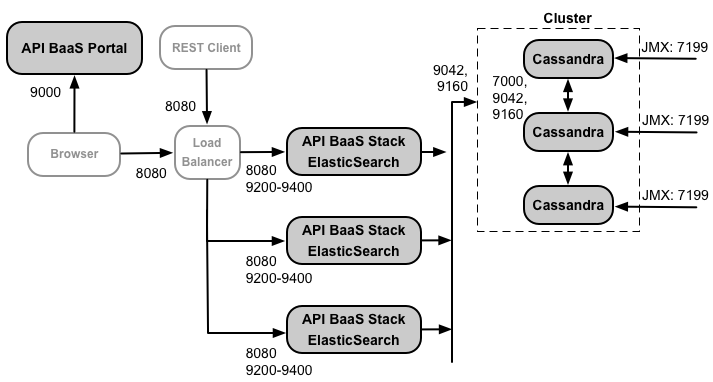 Cluster
API BaaS Portal
REST Client
Cassandra
JMX: 7199
9042,
9160
7000,
9042,
9160
9000
8080
Cassandra
JMX: 7199
Browser
8080
Load
Balancer
8080
9200-9400
API BaaS Stack
ElasticSearch
Cassandra
JMX: 7199
API BaaS Stack
ElasticSearch
8080
9200-9400
API BaaS Stack
ElasticSearch
8080
9200-9400